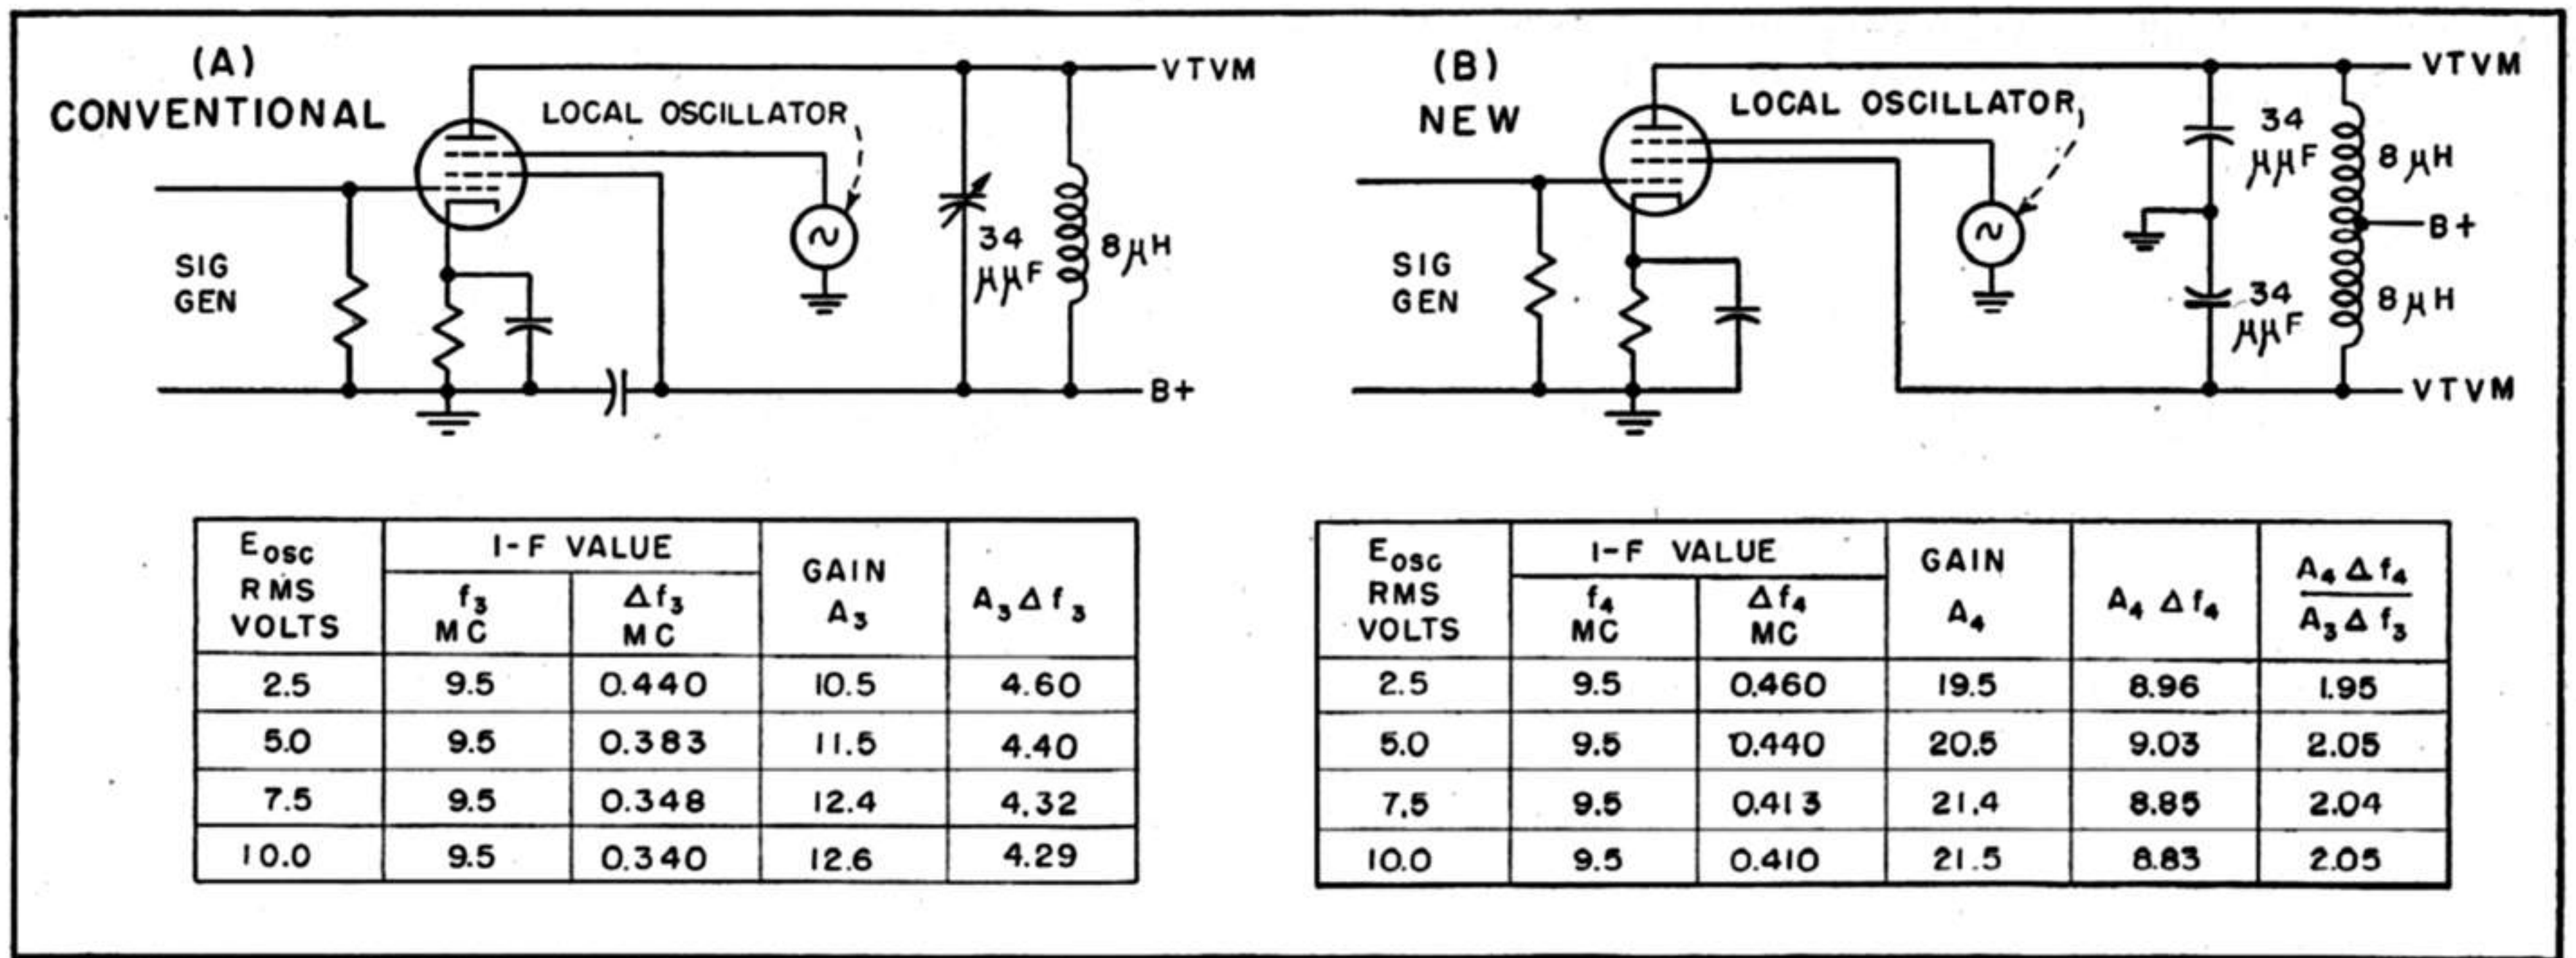 (A)
CONVENTIONAL
LOCAL OSCILLATOR
VTVM
SIG
GEN
34
μμF
8μH
B+
(B)
NEW
LOCAL OSCILLATOR
VTVM
34
μμF
8μH
B+
SIG
GEN
34
μμF
8μH
VTVM
EOSC RMS VOLTS | I-F VALUE | GAIN A3 | A3Δf3
f3 MC | Δf3 MC
2.5 9.5 0.440 10.5 4.60
5.0 9.5 0.383 11.5 4.40
7.5 9.5 0.348 12.4 4.32
10.0 9.5 0.340 12.6 4.29
EOSC RMS VOLTS | I-F VALUE | GAIN A4 | A4 Δf4 | A4 Δf4 / A3 Δf3
f4 MC | Δf4 MC
2.5 9.5 0.460 19.5 8.96 1.95
5.0 9.5 0.440 20.5 9.03 2.05
7.5 9.5 0.413 21.4 8.85 2.04
10.0 9.5 0.410 21.5 8.83 2.05